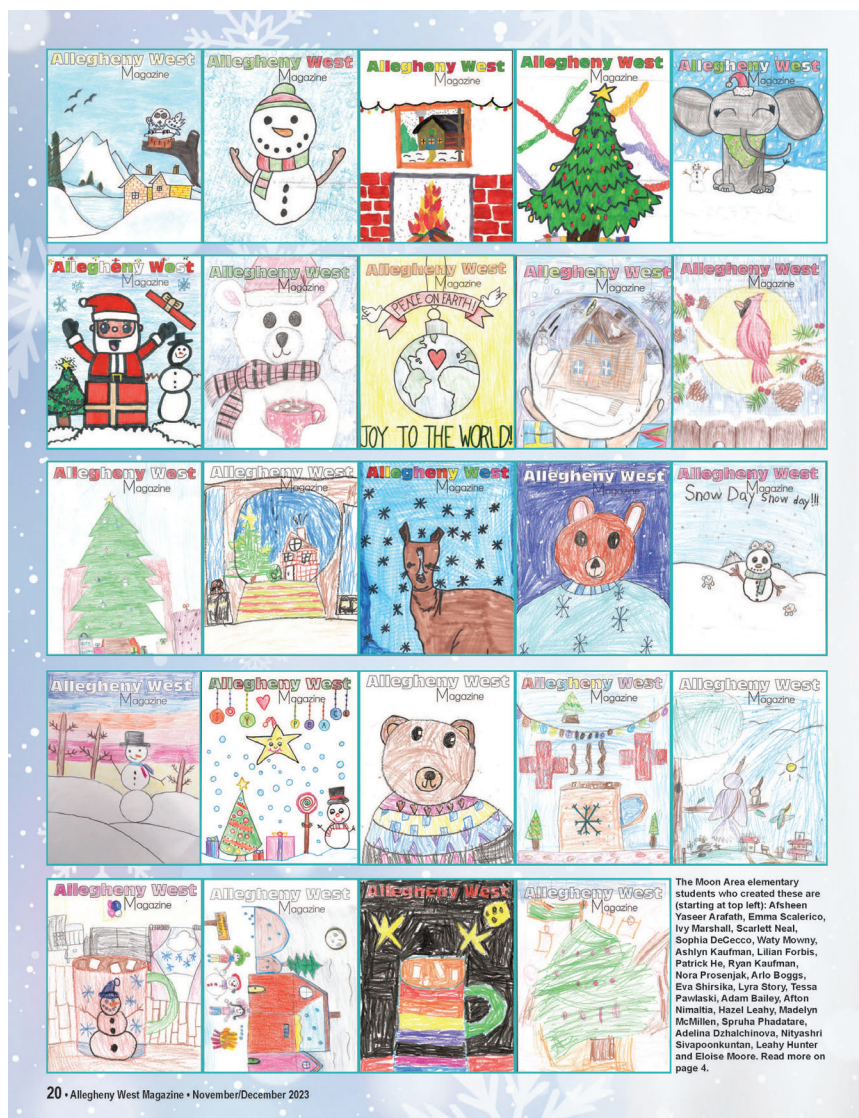 Allegheny West
Magazine
Allegheny West
Magazine
Allegheny West
Magazine
Allegheny West
Magazine
Allegheny West
Magazine
Allegheny West
Magazine
Allegheny West
Magazine
Allegheny West
Magazine
PEACE ON EARTH!!
JOY TO THE WORLD!
Allegheny West
Magazine
Allegheny West
Magazine
Allegheny West
Magazine
Allegheny West
Magazine
Allegheny West
Magazine
Allegheny West
Magazine
Allegheny West
Magazine
Snow Day snow day!!!
Allegheny West
Magazine
Allegheny West
Magazine
JOY PEACE
Allegheny West
Magazine
Allegheny West
Magazine
Allegheny West
Magazine
Allegheny West
Magazine
Allegheny West
Magazine
Allegheny West
Magazine
Allegheny West
Magazine
The Moon Area elementary
students who created these are
(starting at top left): Afsheen
Yaseer Arafath, Emma Scalerico,
Ivy Marshall, Scarlett Neal,
Sophia DeCecco, Waty Mowny,
Ashlyn Kaufman, Lilian Forbis,
Patrick He, Ryan Kaufman,
Nora Prosenjak, Arlo Boggs,
Eva Shirsika, Lyra Story, Tessa
Pawlaski, Adam Bailey, Afton
Nimaltia, Hazel Leahy, Madelyn
McMillen, Spruha Phadatare,
Adelina Dzhalchinova, Nityashri
Sivapoonkuntan, Leahy Hunter
and Eloise Moore. Read more on
page 4.
20 • Allegheny West Magazine • November/December 2023